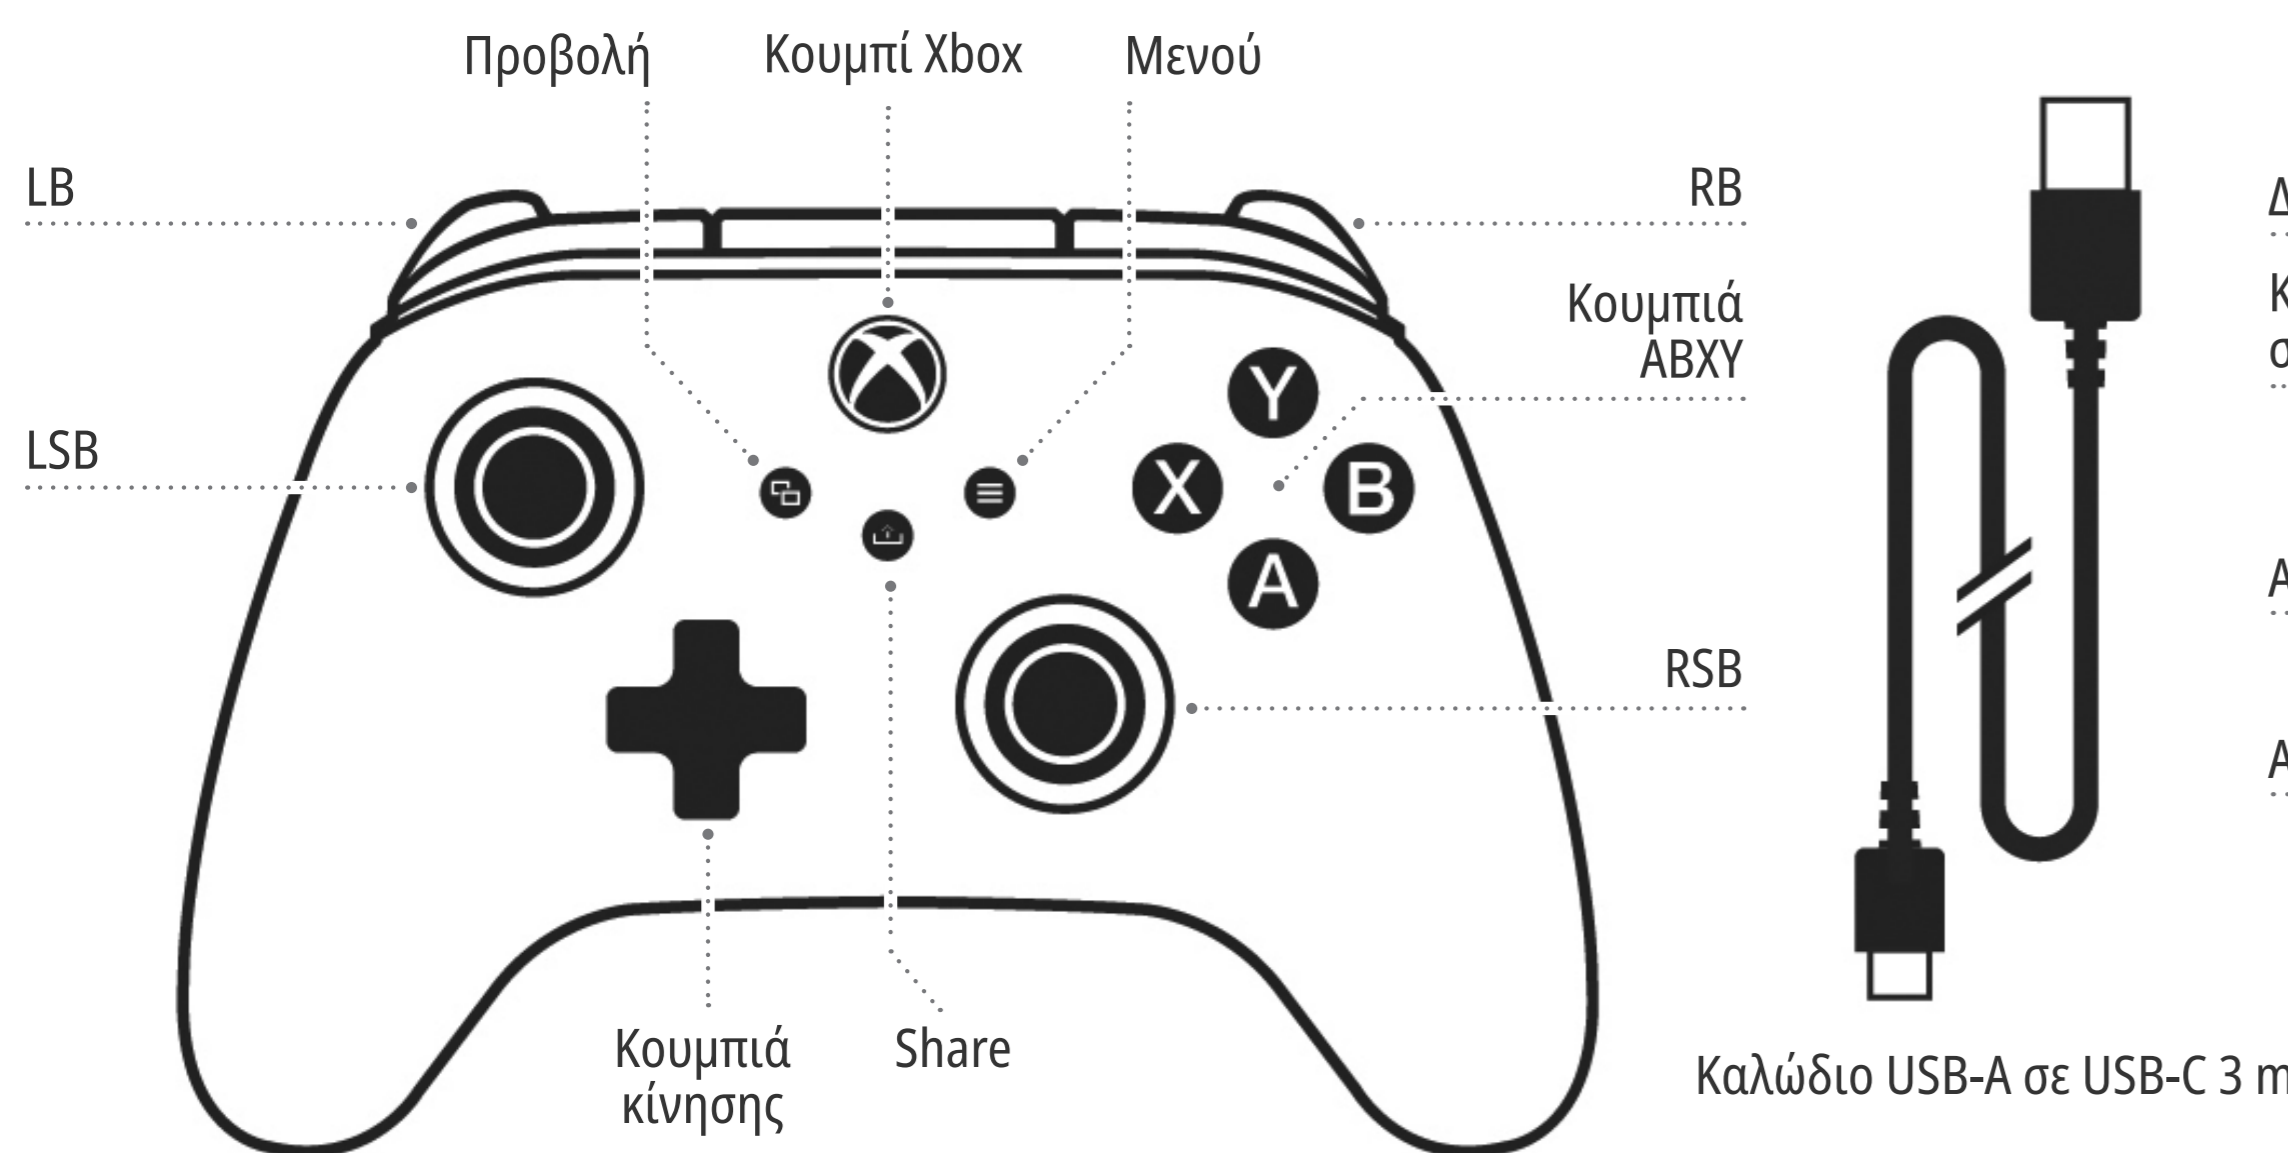 Προβολή
Κουμπί Xbox
Μενού
LB
RB
Κουμπιά
ABXY
LSB
Y
X
B
A
RSB
Κουμπιά
κίνησης
Share
Καλώδιο USB-A σε USB-C 3 m